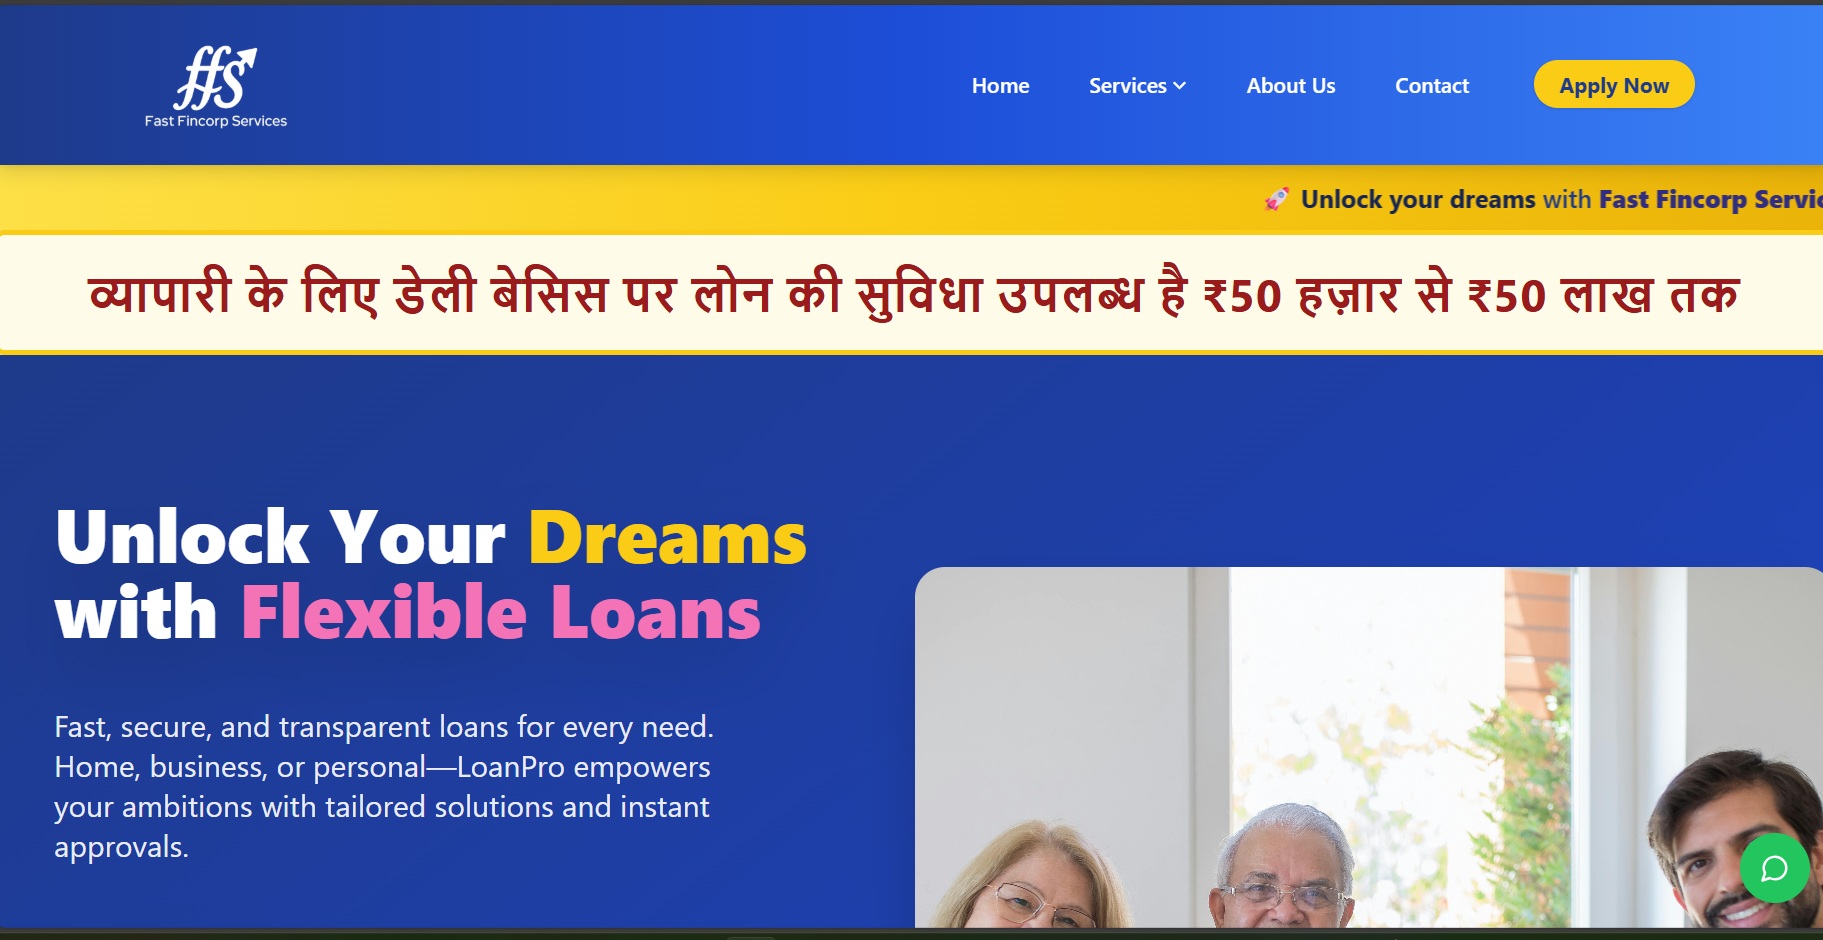 ffs
Fast Fincorp Services
Home
Services
About Us
Contact
Apply Now
🚀 Unlock your dreams with Fast Fincorp
व्यापारी के लिए डेली बेसिस पर लोन की सुविधा उपलब्ध है ₹50 हज़ार से ₹50 लाख तक
Unlock Your Dreams
with Flexible Loans
Fast, secure, and transparent loans for every need.
Home, business, or personal—LoanPro empowers
your ambitions with tailored solutions and instant
approvals.